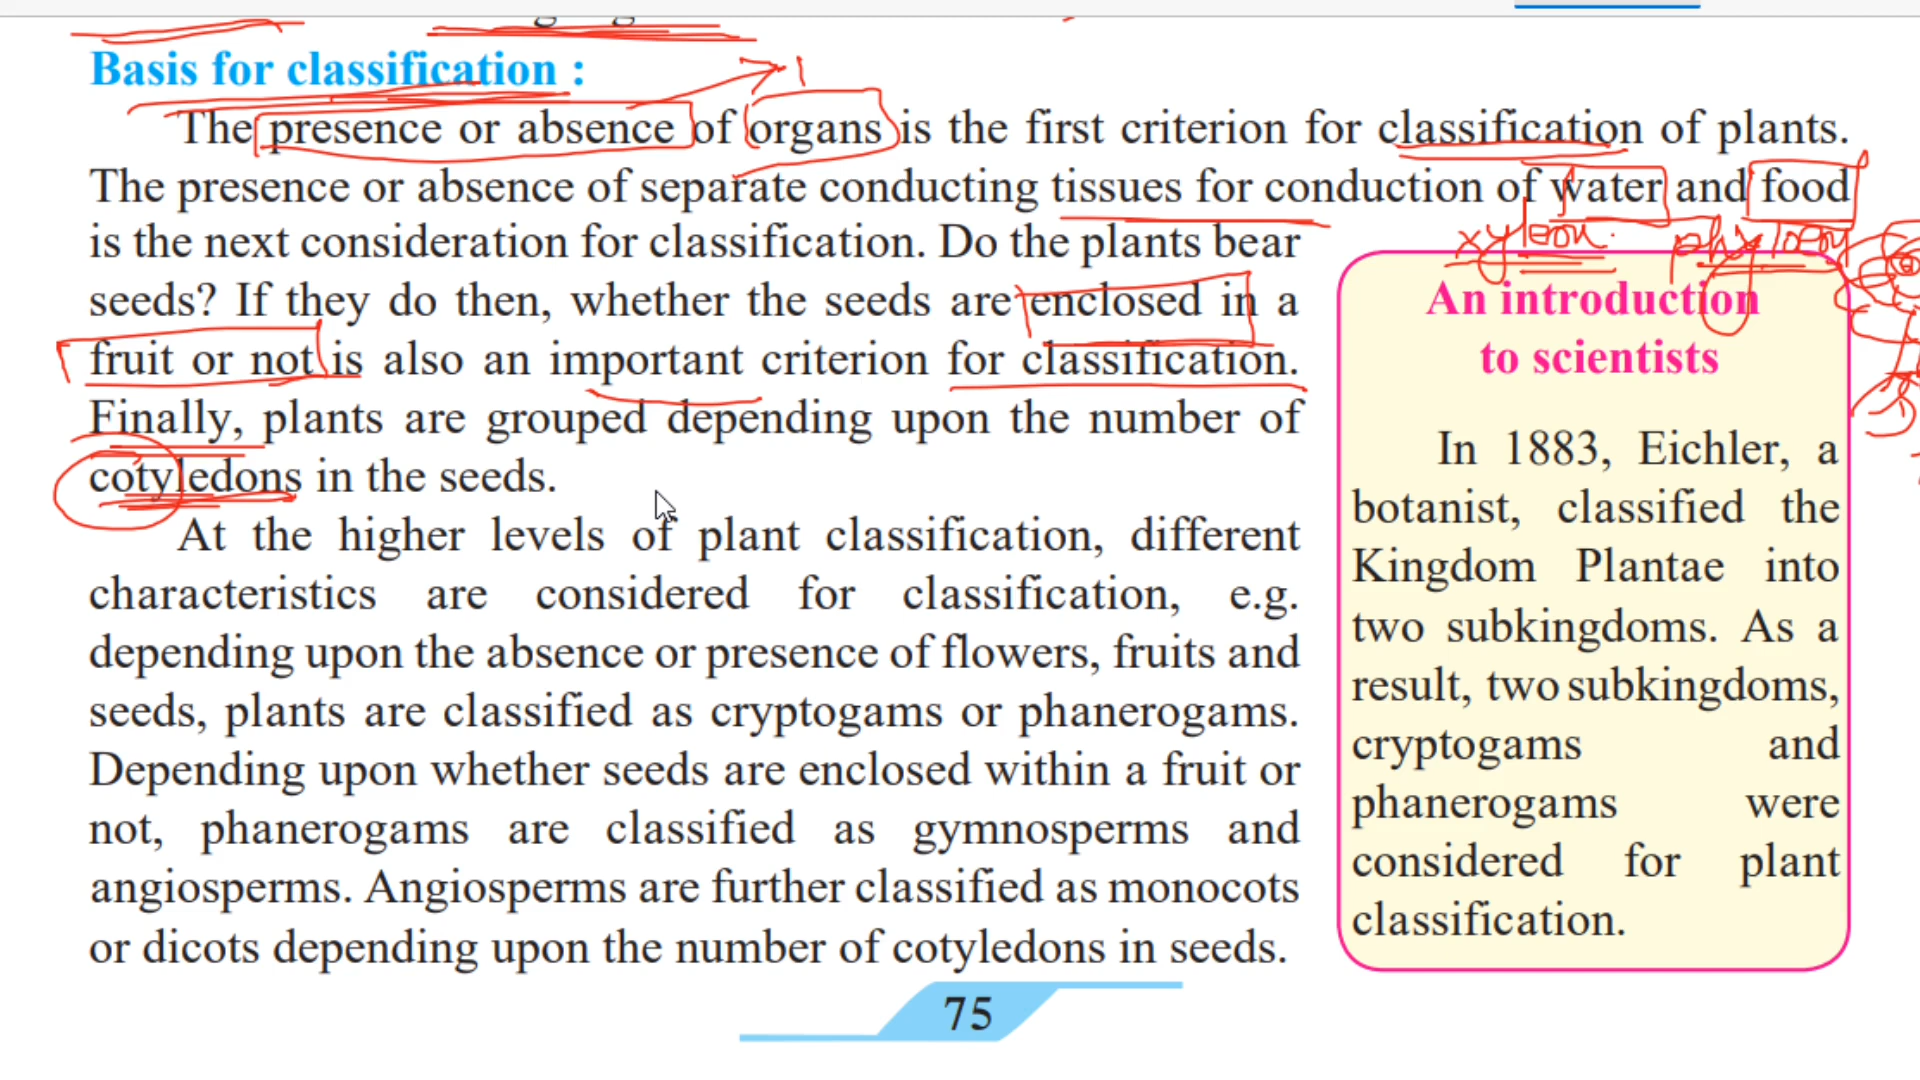 Basis for classification :
1
The presence or absence of organs is the first criterion for classification of plants.
The presence or absence of separate conducting tissues for conduction of water and food
is the next consideration for classification. Do the plants bear
seeds? If they do then, whether the seeds are enclosed in a
fruit or not is also an important criterion for classification.
Finally, plants are grouped depending upon the number of
cotyledons in the seeds.
At the higher levels of plant classification, different
characteristics are considered for classification, e.g.
depending upon the absence or presence of flowers, fruits and
seeds, plants are classified as cryptogams or phanerogams.
Depending upon whether seeds are enclosed within a fruit or
not, phanerogams are classified as gymnosperms and
angiosperms. Angiosperms are further classified as monocots
or dicots depending upon the number of cotyledons in seeds.
An introduction
to scientists
In 1883, Eichler, a
botanist, classified the
Kingdom Plantae into
two subkingdoms. As a
result, two subkingdoms,
cryptogams and
phanerogams were
considered for plant
classification.
75